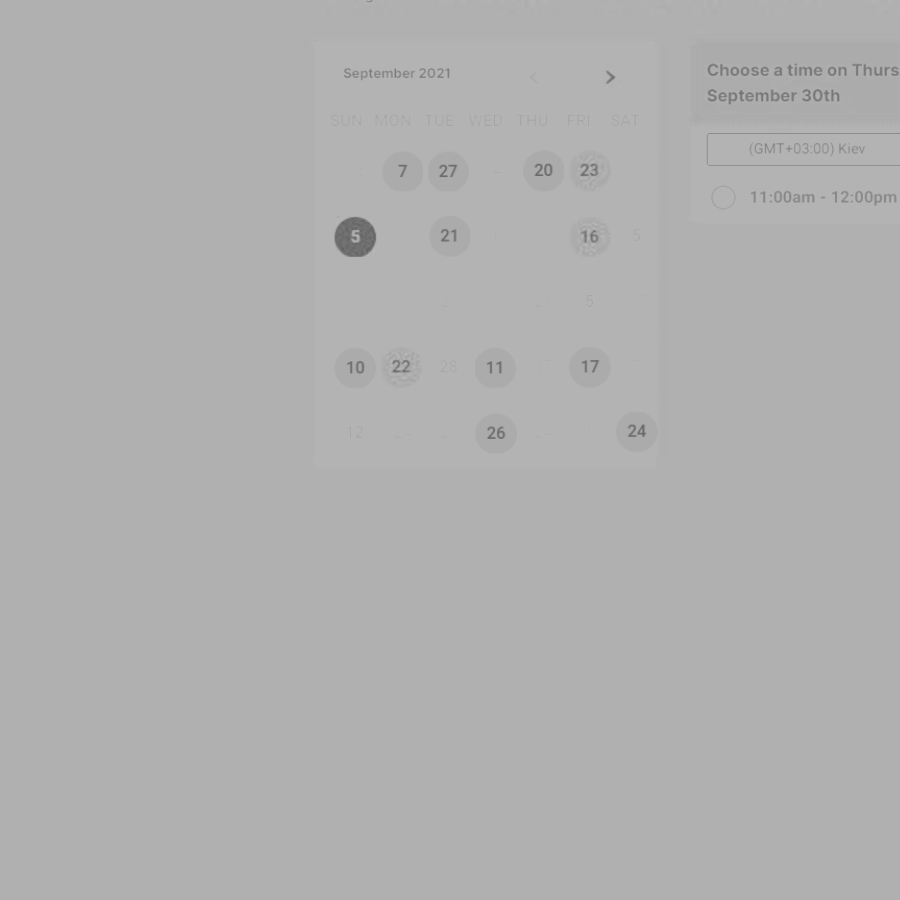 September 2021
SUN MON TUE WED THU FRI SAT
7 27 20 23
5 21 16 5
5
10 22 28 11 17
12 26 24
Choose a time on Thurs
September 30th
(GMT+03:00) Kiev
11:00am - 12:00pm